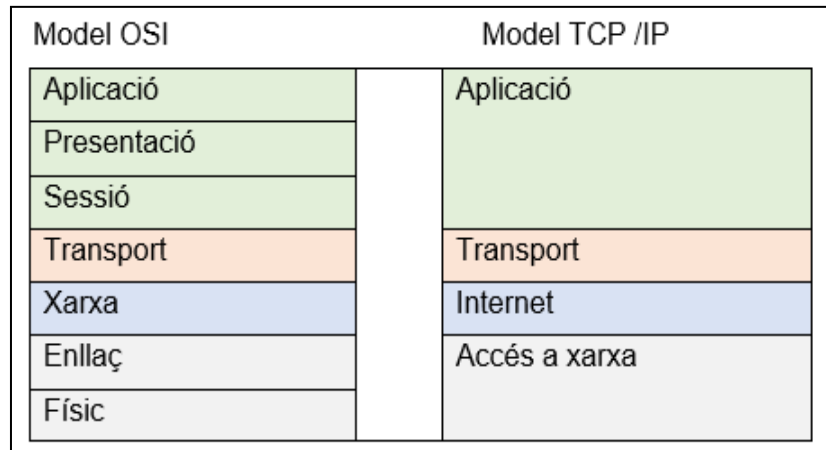 Model OSI Model TCP /IP
Aplicació Aplicació
Presentació
Sessió
Transport Transport
Xarxa Internet
Enllaç Accés a xarxa
Físic